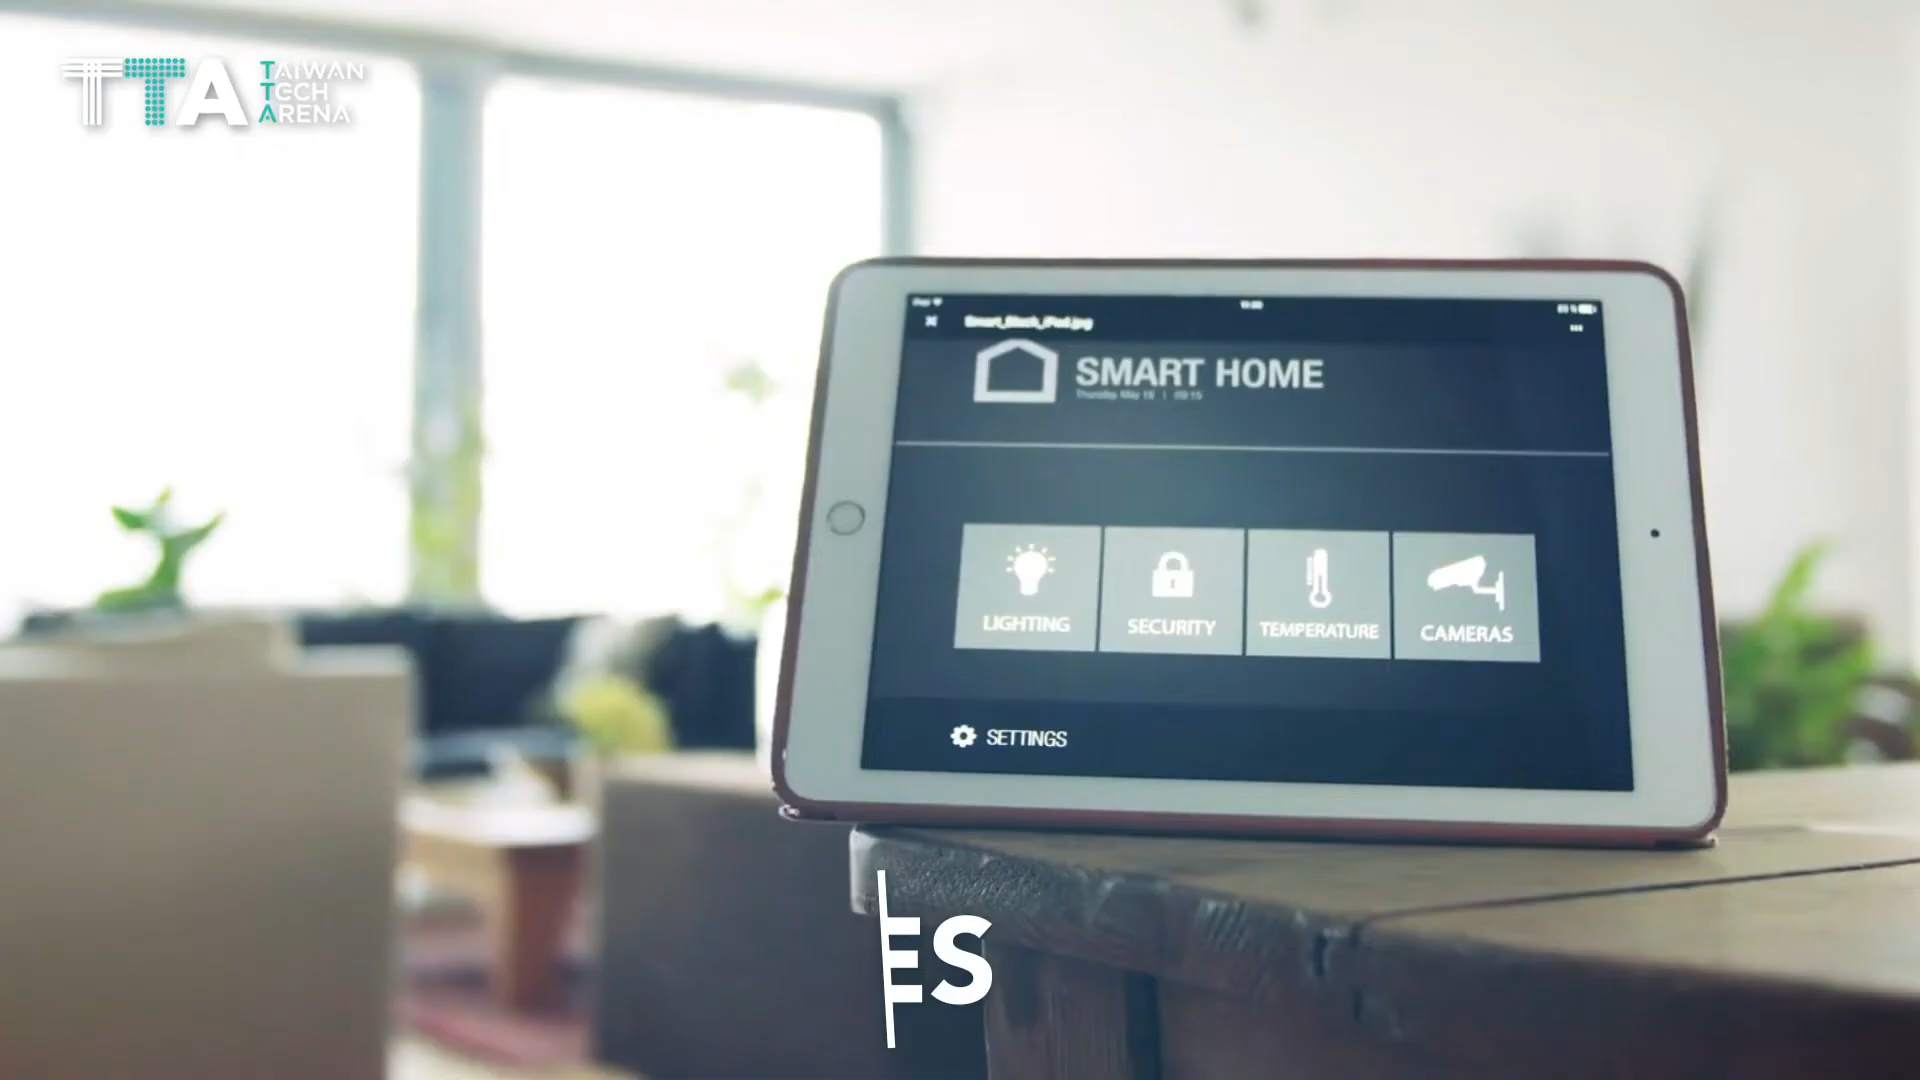 TTA
TAIWAN
TECH
ARENA
SMART HOME
LIGHTING
SECURITY
TEMPERATURE
CAMERAS
SETTINGS
ES